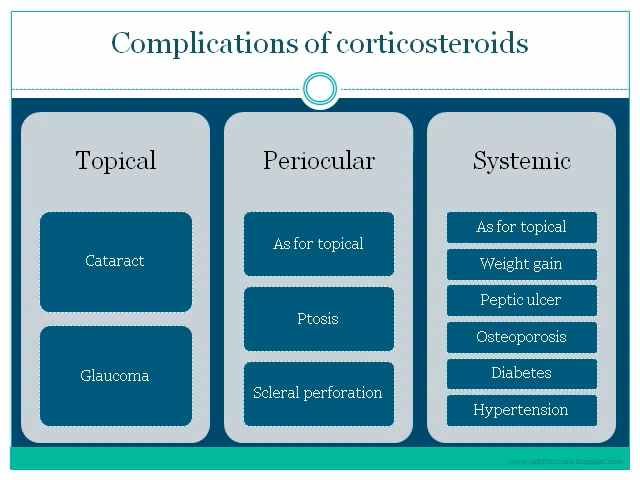 Complications of corticosteroids
Topical
Cataract
Glaucoma
Periocular
As for topical
Ptosis
Scleral perforation
Systemic
As for topical
Weight gain
Peptic ulcer
Osteoporosis
Diabetes
Hypertension